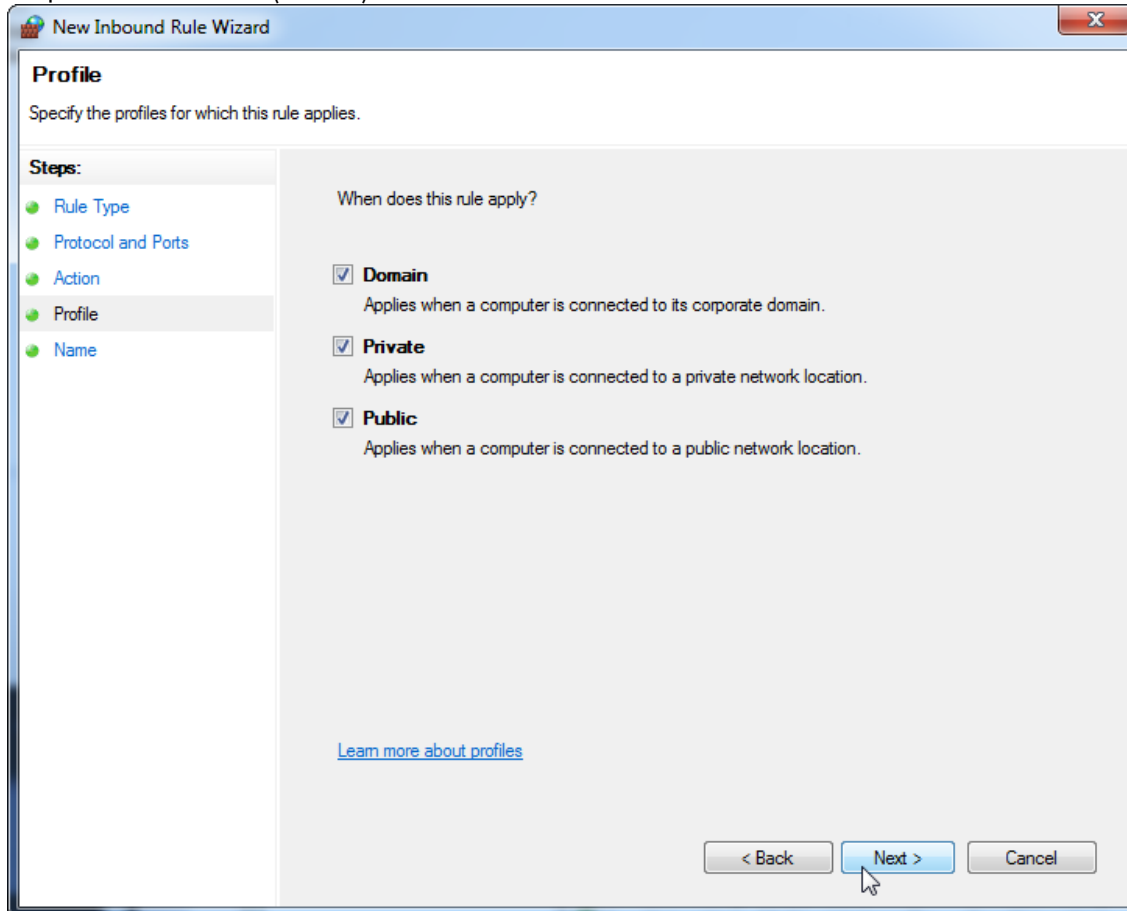 New Inbound Rule Wizard
Profile
Specify the profiles for which this rule applies.
Steps:
Rule Type
Protocol and Ports
Action
Profile
Name
When does this rule apply?
Domain
Applies when a computer is connected to its corporate domain.
Private
Applies when a computer is connected to a private network location.
Public
Applies when a computer is connected to a public network location.
Learn more about profiles
< Back
Next >
Cancel